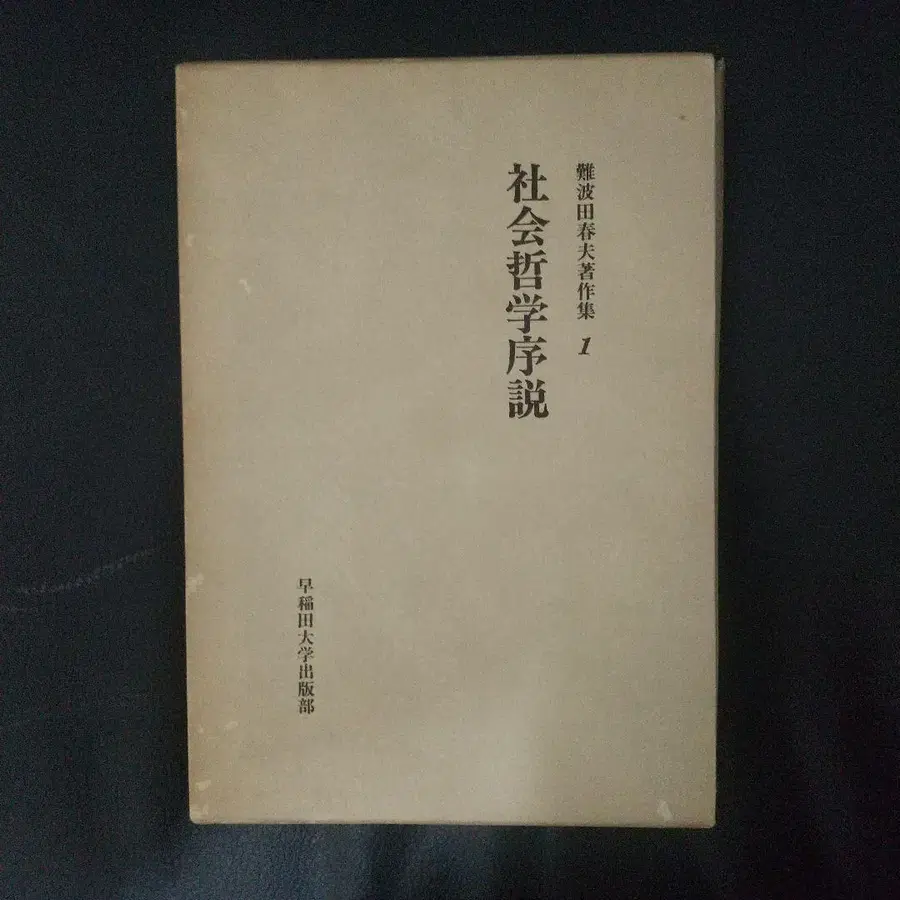 難波田春夫著作集 1
社会哲学序説
早稲田大学出版部